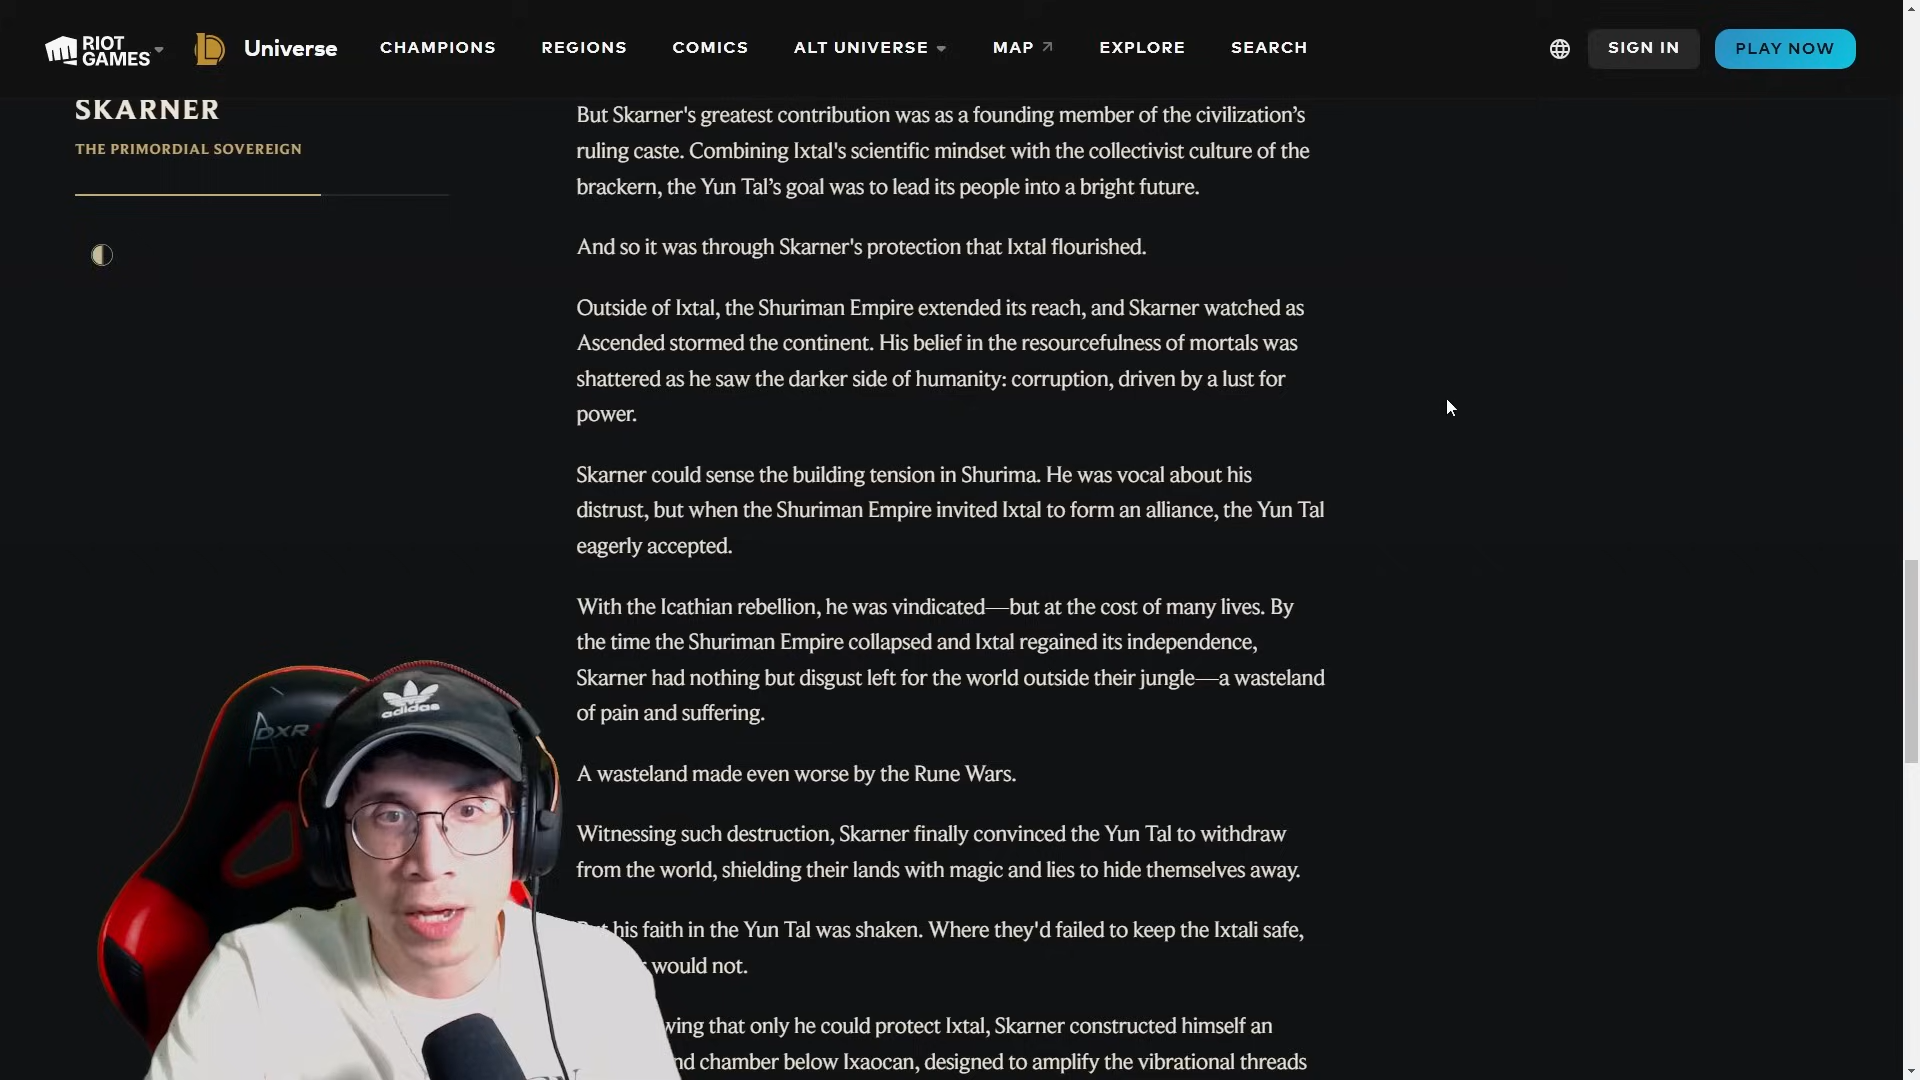 RIOT
GAMES
Universe
CHAMPIONS
REGIONS
COMICS
ALT UNIVERSE
MAP
EXPLORE
SEARCH
SIGN IN
PLAY NOW
SKARNER
THE PRIMORDIAL SOVEREIGN
But Skarner's greatest contribution was as a founding member of the civilization’s
ruling caste. Combining Ixtal's scientific mindset with the collectivist culture of the
brackern, the Yun Tal’s goal was to lead its people into a bright future.
And so it was through Skarner's protection that Ixtal flourished.
Outside of Ixtal, the Shuriman Empire extended its reach, and Skarner watched as
Ascended stormed the continent. His belief in the resourcefulness of mortals was
shattered as he saw the darker side of humanity: corruption, driven by a lust for
power.
Skarner could sense the building tension in Shurima. He was vocal about his
distrust, but when the Shuriman Empire invited Ixtal to form an alliance, the Yun Tal
eagerly accepted.
With the Icathian rebellion, he was vindicated—but at the cost of many lives. By
the time the Shuriman Empire collapsed and Ixtal regained its independence,
Skarner had nothing but disgust left for the world outside their jungle—a wasteland
of pain and suffering.
A wasteland made even worse by the Rune Wars.
Witnessing such destruction, Skarner finally convinced the Yun Tal to withdraw
from the world, shielding their lands with magic and lies to hide themselves away.
his faith in the Yun Tal was shaken. Where they'd failed to keep the Ixtali safe,
would not.
that only he could protect Ixtal, Skarner constructed himself an
chamber below Ixaocan, designed to amplify the vibrational threads
adidas
DXR